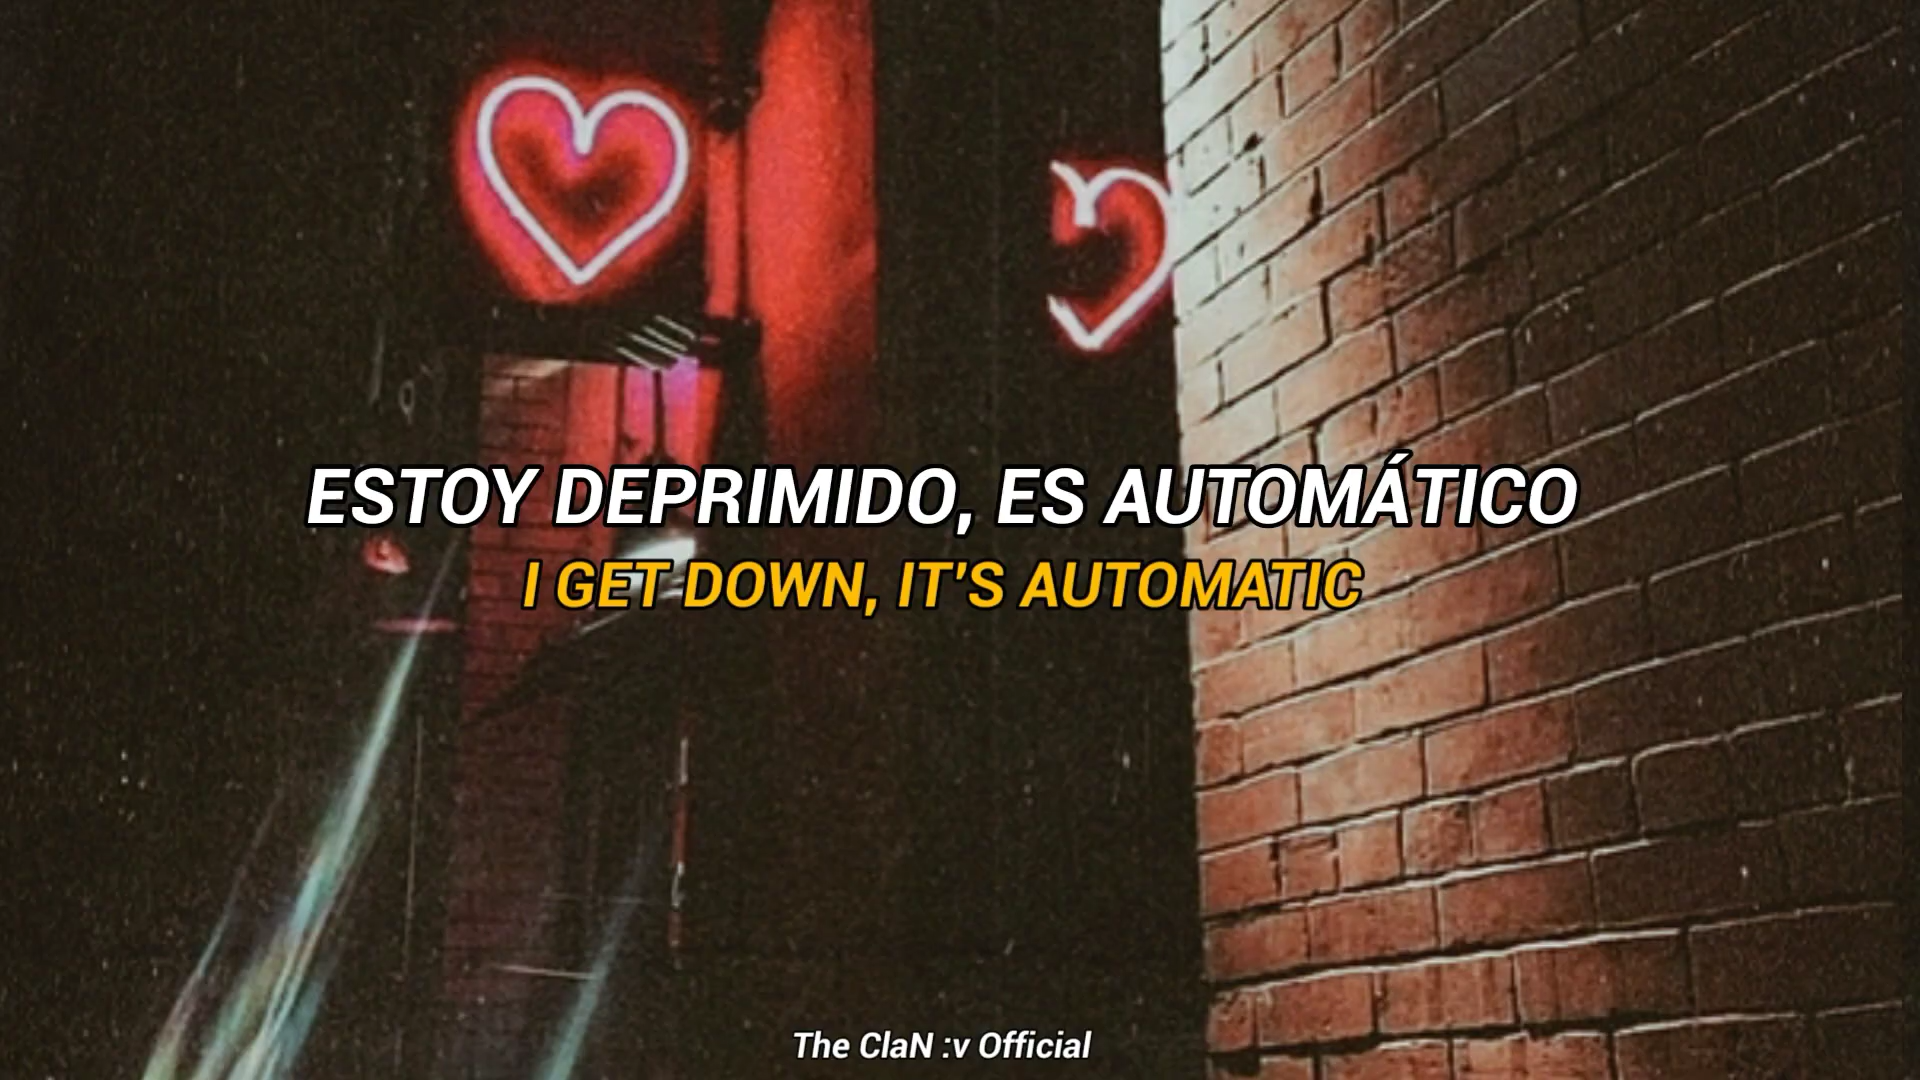 ESTOY DEPRIMIDO, ES AUTOMÁTICO
I GET DOWN, IT'S AUTOMATIC
The ClaN :v Official